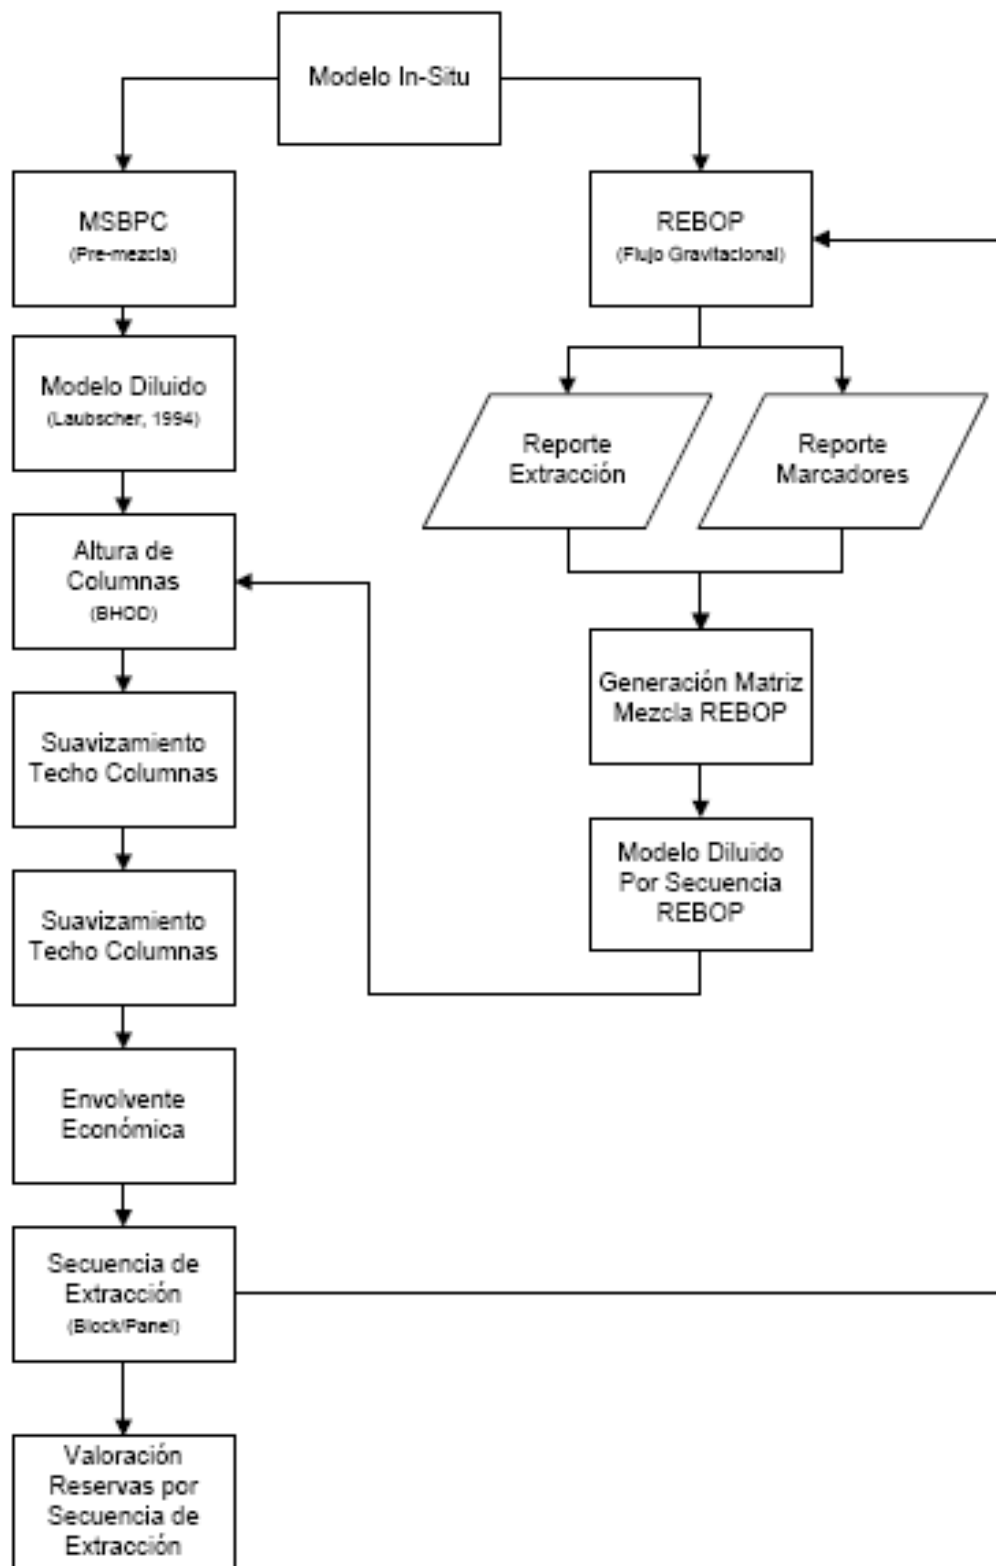 Modelo In-Situ
MSBPC
(Pre-mezcla)
REBOP
(Flujo Gravitacional)
Modelo Diluido
(Laubscher, 1994)
Reporte
Extracción
Reporte
Marcadores
Altura de
Columnas
(BHOD)
Generación Matriz
Mezcla REBOP
Suavizamiento
Techo Columnas
Modelo Diluido
Por Secuencia
REBOP
Suavizamiento
Techo Columnas
Envolvente
Económica
Secuencia de
Extracción
(Block/Panel)
Valoración
Reservas por
Secuencia de
Extracción